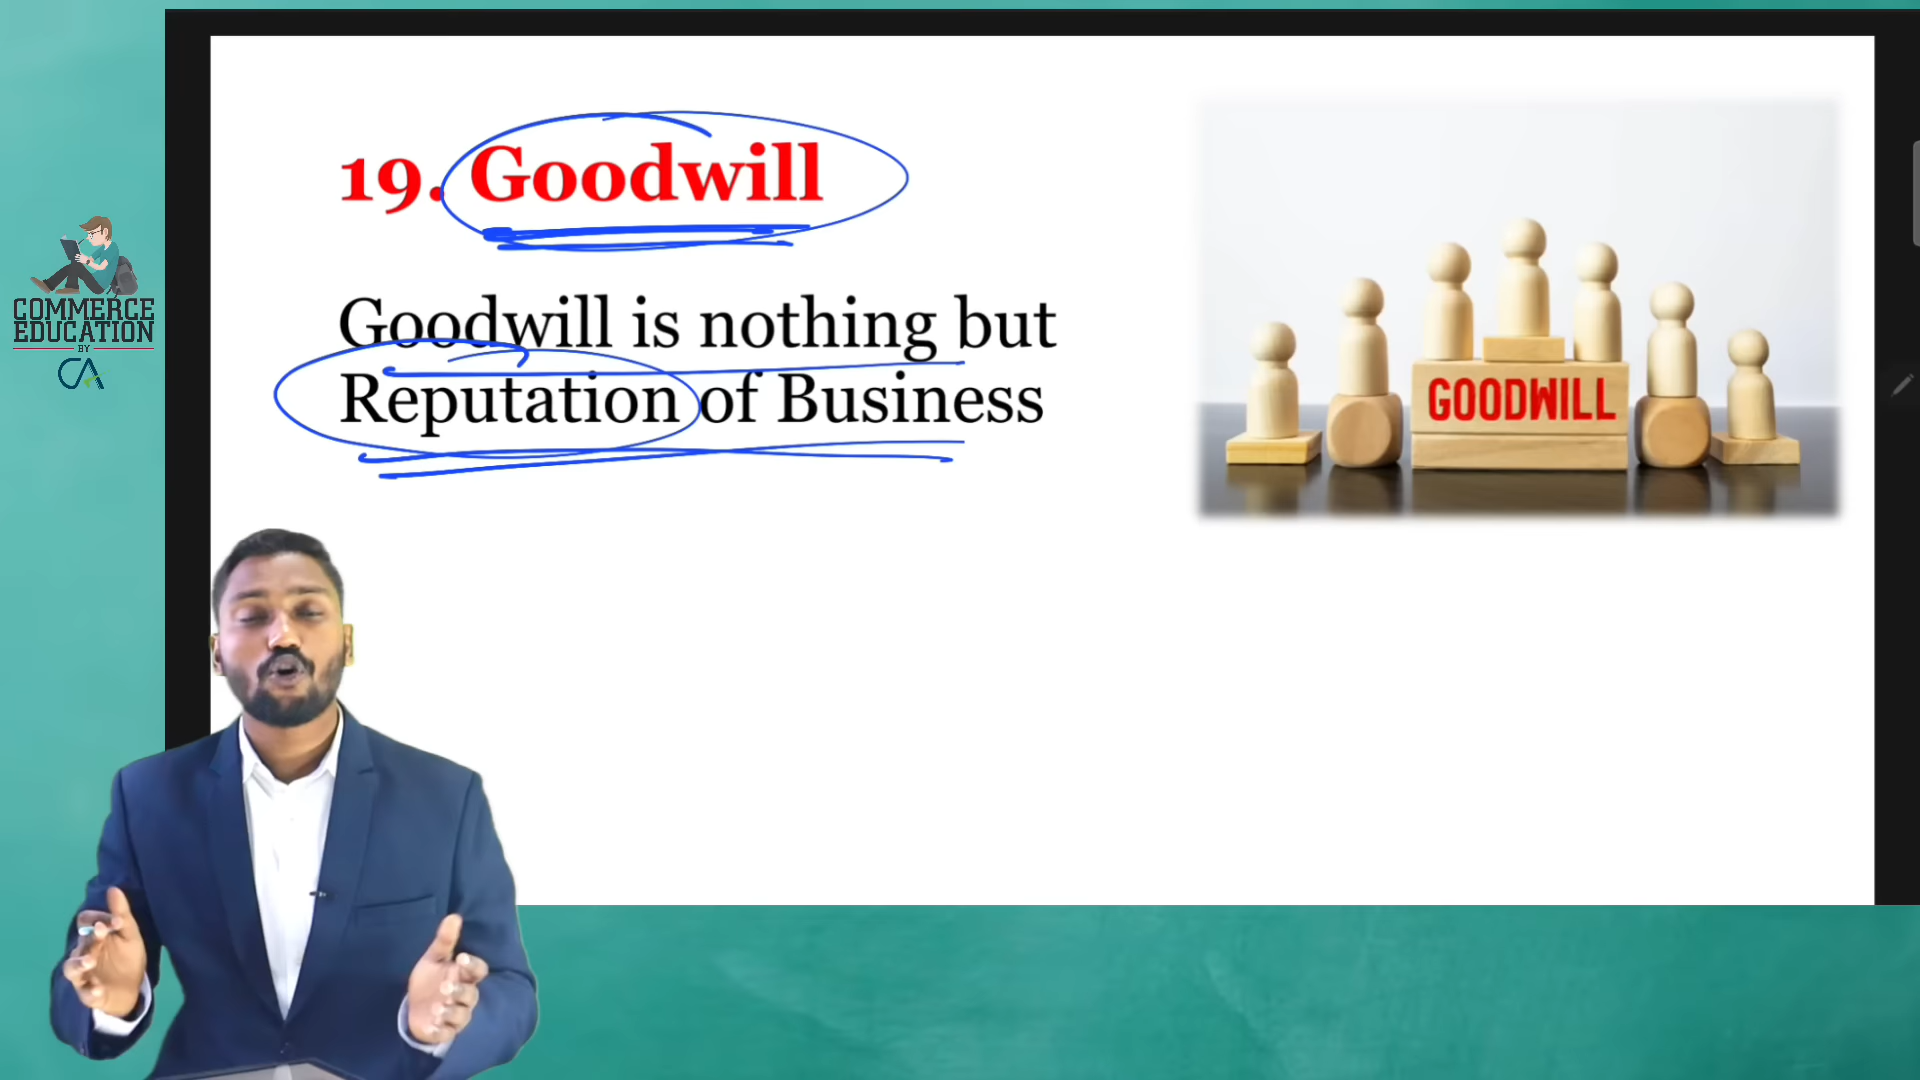 19. Goodwill
Goodwill is nothing but
Reputation of Business
GOODWILL
COMMERCE
EDUCATION
BY
CA